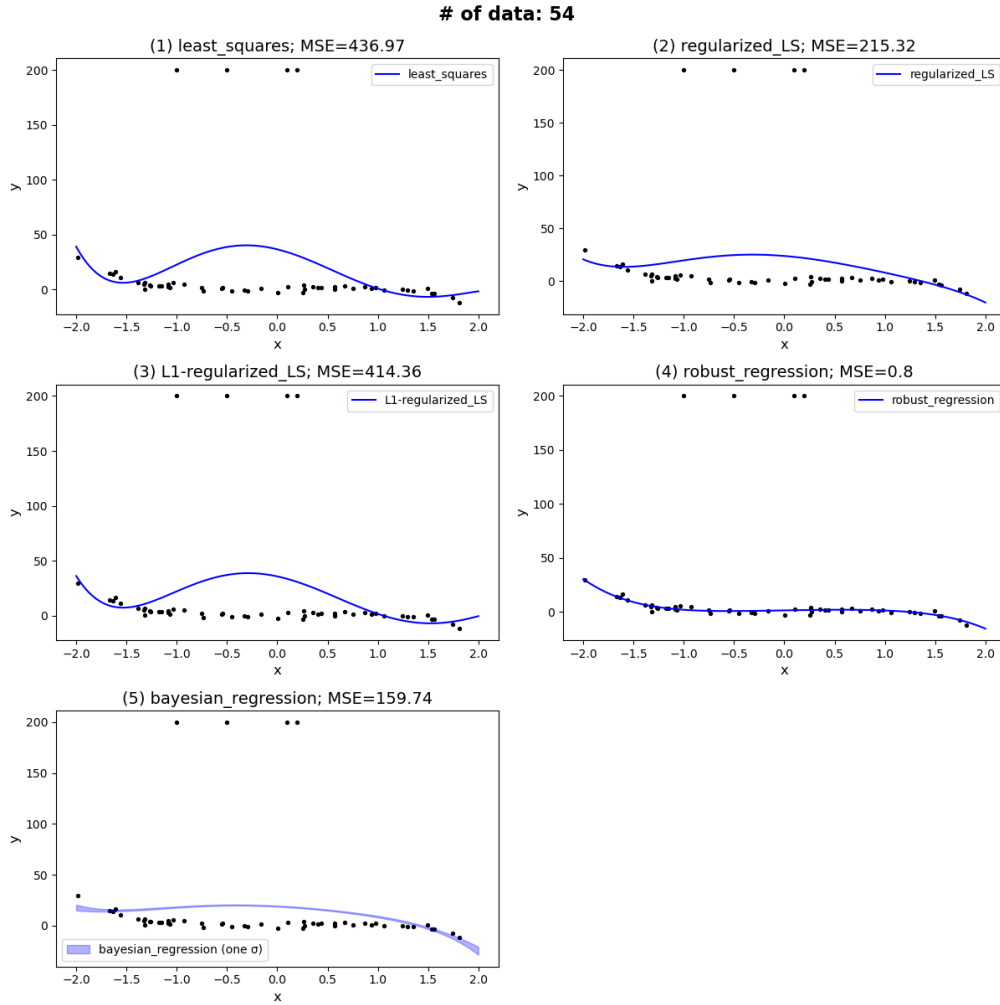 # of data: 54
(1) least_squares; MSE=436.97
least_squares
y
200
150
100
50
0
−2.0 −1.5 −1.0 −0.5 0.0 0.5 1.0 1.5 2.0
x
(2) regularized_LS; MSE=215.32
regularized_LS
y
200
150
100
50
0
−2.0 −1.5 −1.0 −0.5 0.0 0.5 1.0 1.5 2.0
x
(3) L1-regularized_LS; MSE=414.36
L1-regularized_LS
y
200
150
100
50
0
−2.0 −1.5 −1.0 −0.5 0.0 0.5 1.0 1.5 2.0
x
(4) robust_regression; MSE=0.8
robust_regression
y
200
150
100
50
0
−2.0 −1.5 −1.0 −0.5 0.0 0.5 1.0 1.5 2.0
x
(5) bayesian_regression; MSE=159.74
y
200
150
100
50
0
bayesian_regression (one σ)
−2.0 −1.5 −1.0 −0.5 0.0 0.5 1.0 1.5 2.0
x